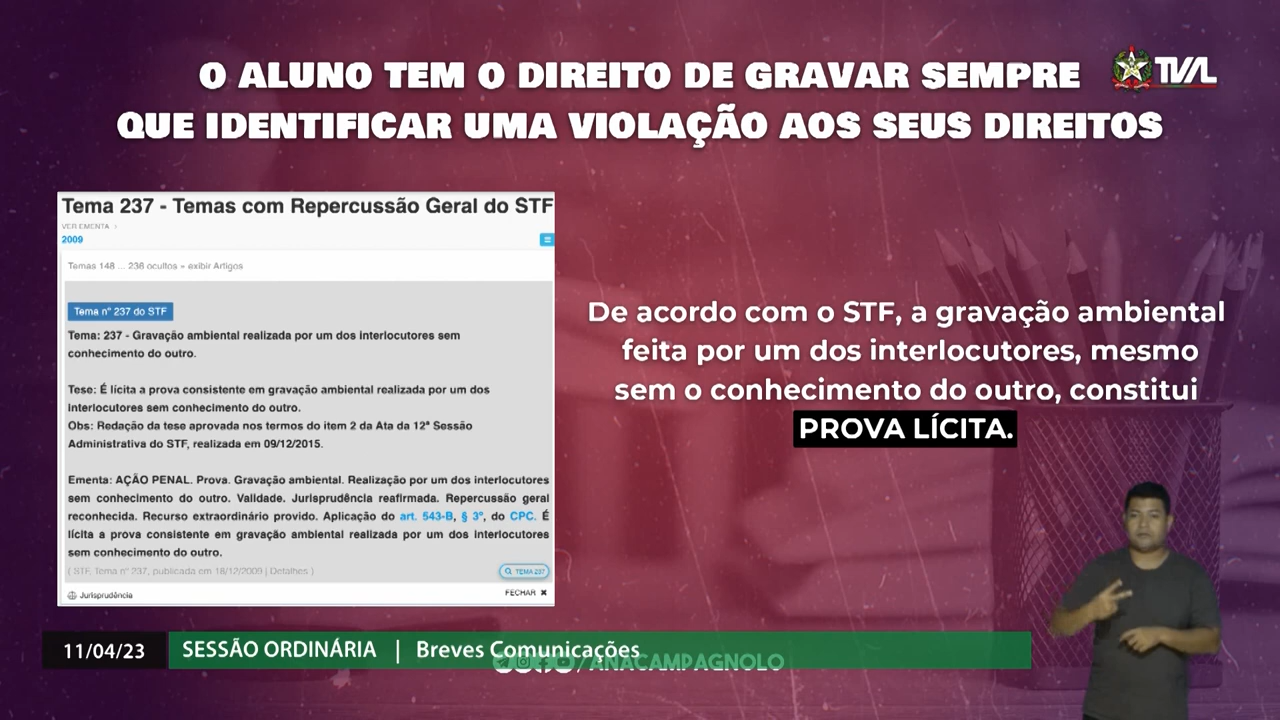 O ALUNO TEM O DIREITO DE GRAVAR SEMPRE
QUE IDENTIFICAR UMA VIOLAÇÃO AOS SEUS DIREITOS
TVAL
Tema 237 - Temas com Repercussão Geral do STF
VER EMENTA
2009
Temas 148 ... 236 ocultos » exibir Artigos
Tema nº 237 do STF
Tema: 237 - Gravação ambiental realizada por um dos interlocutores sem
conhecimento do outro.
Tese: É lícita a prova consistente em gravação ambiental realizada por um dos
interlocutores sem conhecimento do outro.
Obs: Redação da tese aprovada nos termos do item 2 da Ata da 12ª Sessão
Administrativa do STF, realizada em 09/12/2015.
Ementa: AÇÃO PENAL. Prova. Gravação ambiental. Realização por um dos interlocutores
sem conhecimento do outro. Validade. Jurisprudência reafirmada. Repercussão geral
reconhecida. Recurso extraordinário provido. Aplicação do art. 543-B, § 3º, do CPC. É
lícita a prova consistente em gravação ambiental realizada por um dos interlocutores
sem conhecimento do outro.
( STF, Tema nº 237, publicada em 18/12/2009 | Detalhes )
TEMA 237
Jurisprudência
FECHAR ✖
De acordo com o STF, a gravação ambiental
feita por um dos interlocutores, mesmo
sem o conhecimento do outro, constitui
PROVA LÍCITA.
11/04/23
SESSÃO ORDINÁRIA | Breves Comunicações
/ANACAMPAGNOLO